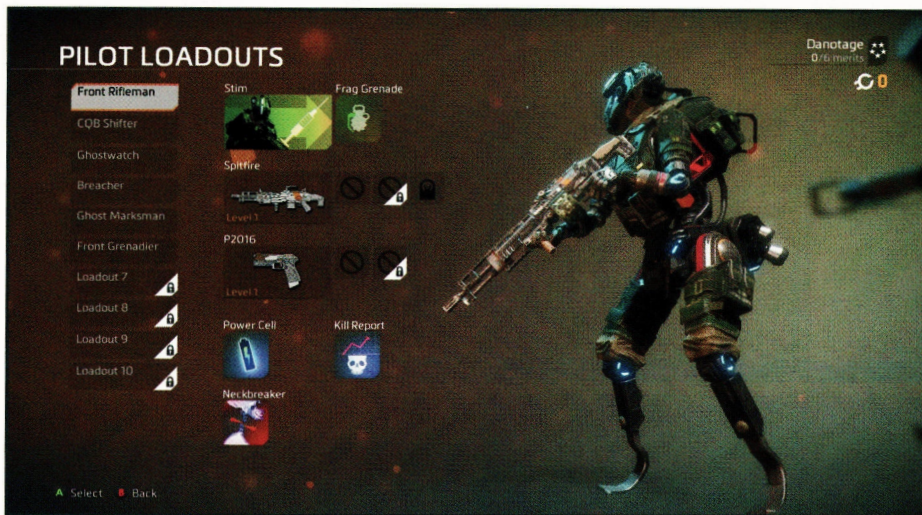 PILOT LOADOUTS
Danotage
0/6 merits
0
Front Rifleman
CQB Shifter
Ghostwatch
Breacher
Ghost Marksman
Front Grenadier
Loadout 7
Loadout 8
Loadout 9
Loadout 10
Stim
Frag Grenade
Spitfire
Level 1
P2016
Level 1
Power Cell
Kill Report
Neckbreaker
A Select B Back